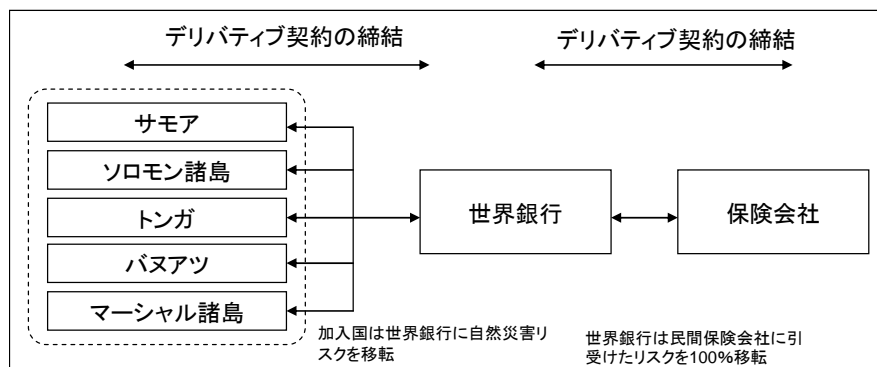 デリバティブ契約の締結
デリバティブ契約の締結
サモア
ソロモン諸島
トンガ
バヌアツ
マーシャル諸島
世界銀行
保険会社
加入国は世界銀行に自然災害リ
スクを移転
世界銀行は民間保険会社に引
受けたリスクを100%移転